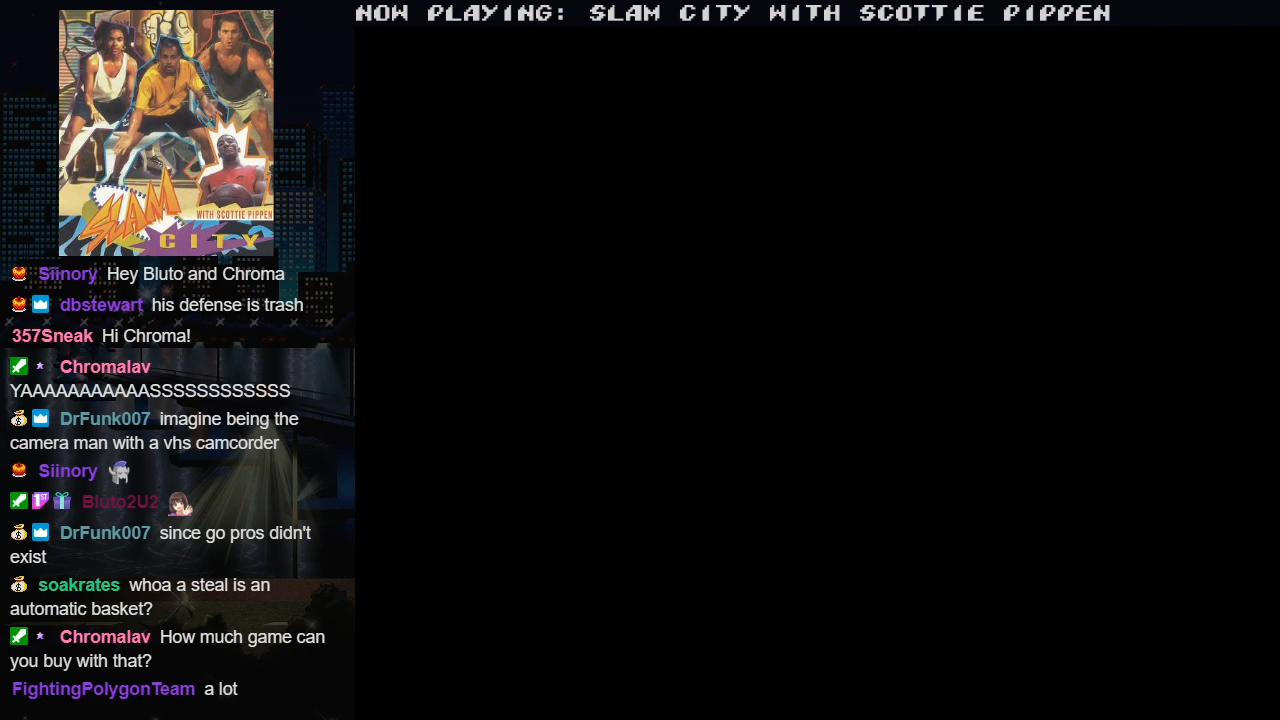 NOW PLAYING: SLAM CITY WITH SCOTTIE PIPPEN
SLAM
WITH SCOTTIE PIPPEN
CITY
Siinory Hey Bluto and Chroma
dbstewart his defense is trash
357Sneak Hi Chroma!
Chromalav
YAAAAAAAAAAASSSSSSSSSSSS
DrFunk007 imagine being the
camera man with a vhs camcorder
Siinory
1ST Bluto2U2
DrFunk007 since go pros didn't
exist
soakrates whoa a steal is an
automatic basket?
Chromalav How much game can
you buy with that?
FightingPolygonTeam a lot